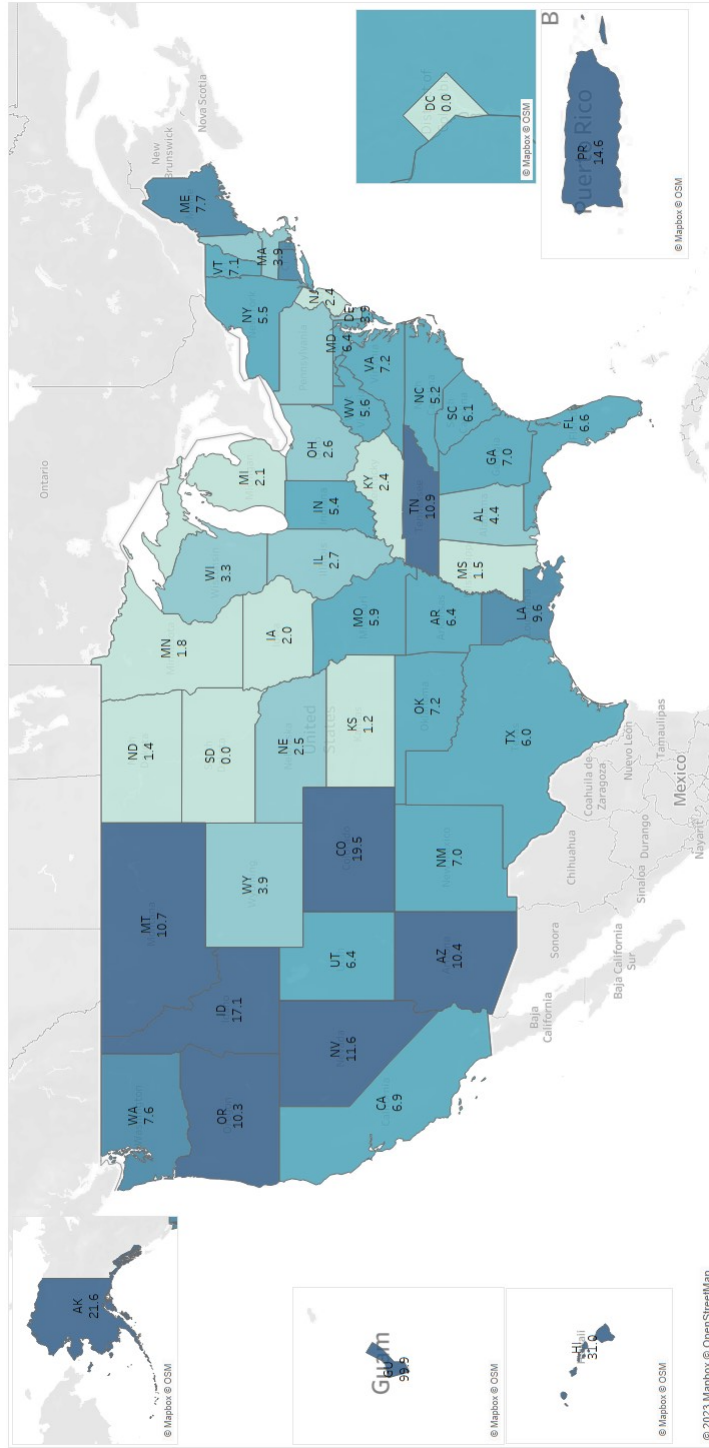 Ontario
New
Brunswick
Nova Scotia
AK
21.6
© Mapbox © OSM
WA
7.6
MT
10.7
ND
1.4
MN
1.8
ME
7.7
VT
7.1
MA
3.9
NY
5.5
OR
10.3
ID
17.1
WY
3.9
SD
0.0
WI
3.3
MI
2.1
Pennsylvania
NJ
2.4
NE
2.5
IA
2.0
IL
2.7
IN
5.4
OH
2.6
MD
6.4
DE
3.9
United
States
NV
11.6
UT
6.4
CO
19.5
KS
1.2
MO
5.9
KY
2.4
WV
5.6
VA
7.2
CA
6.9
AZ
10.4
NM
7.0
OK
7.2
AR
6.4
TN
10.9
NC
5.2
SC
6.1
TX
6.0
LA
9.6
MS
1.5
AL
4.4
GA
7.0
FL
6.6
Baja
California
Sonora
Chihuahua
Coahuila de
Zaragoza
Nuevo León
Tamaulipas
Baja California
Sur
Sinaloa
Durango
Nayarit
Mexico
Guam
GU
99.9
© Mapbox © OSM
Hawaii
HI
31.0
© Mapbox © OSM
DC
0.0
© Mapbox © OSM
B
Puerto Rico
PR
14.6
© Mapbox © OSM
© 2023 Mapbox © OpenStreetMap